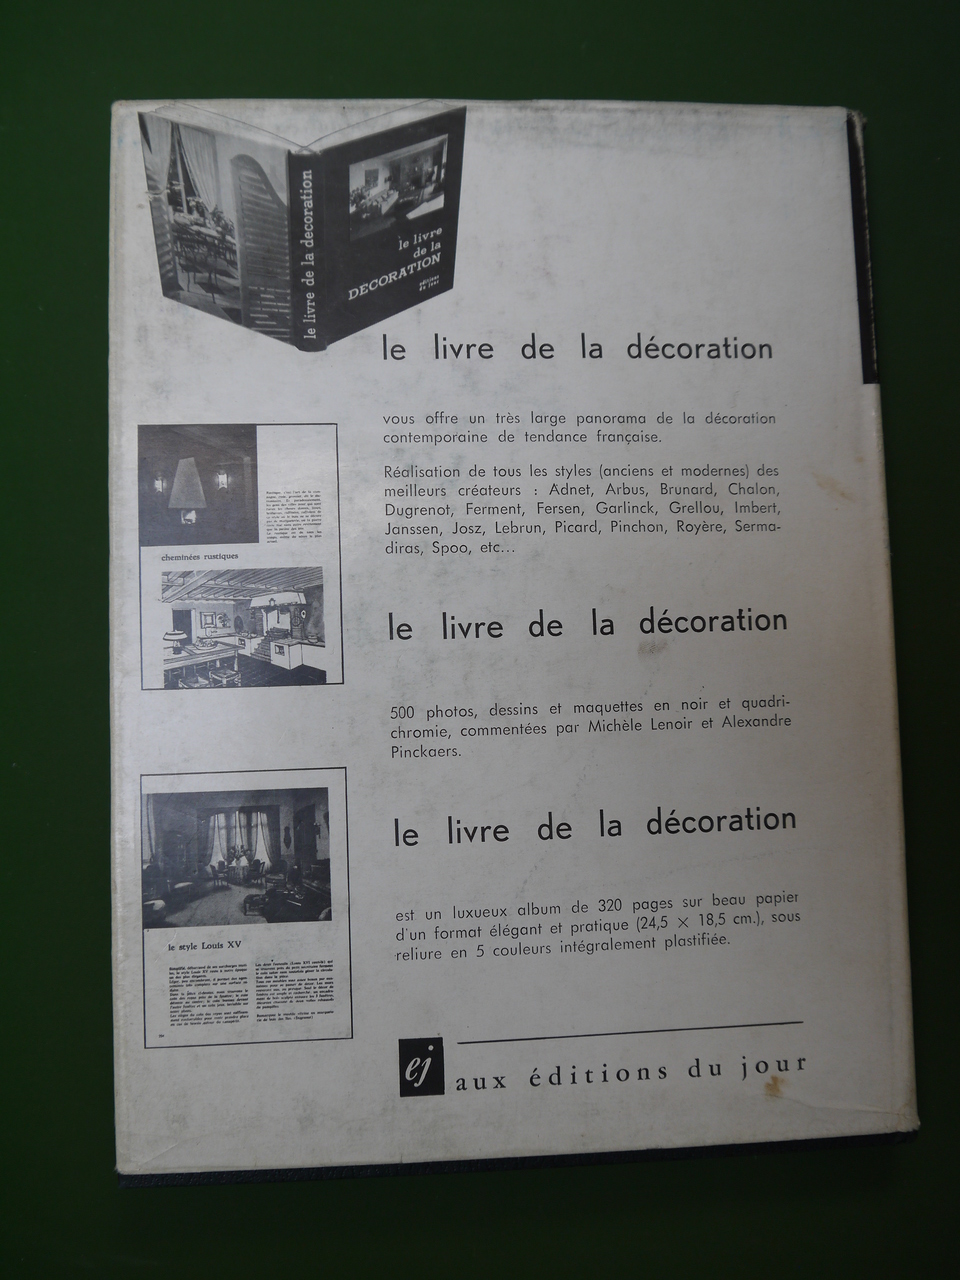 le livre de la decoration
le livre
de la
DECORATION
editions
du jour
le livre de la décoration
vous offre un très large panorama de la décoration
contemporaine de tendance française.
Réalisation de tous les styles (anciens et modernes) des
meilleurs créateurs : Adnet, Arbus, Brunard, Chalon,
Dugrenot, Ferment, Fersen, Garlinck, Grellou, Imbert,
Janssen, Josz, Lebrun, Picard, Pinchon, Royère, Serma-
diras, Spoo, etc...
cheminées rustiques
le livre de la décoration
500 photos, dessins et maquettes en noir et quadri-
chromie, commentées par Michèle Lenoir et Alexandre
Pinckaers.
le livre de la décoration
est un luxueux album de 320 pages sur beau papier
d'un format élégant et pratique (24,5 × 18,5 cm.), sous
reliure en 5 couleurs intégralement plastifiée.
le style Louis XV
ej
aux éditions du jour